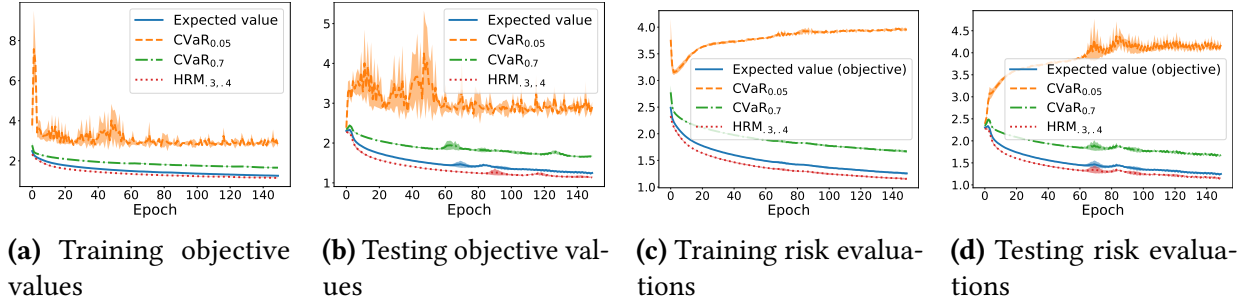 Expected value
CVaR0.05
CVaR0.7
HRM.3,.4
8
6
4
2
0 20 40 60 80 100 120 140
Epoch
(a) Training objective
values
Expected value
CVaR0.05
CVaR0.7
HRM.3,.4
5
4
3
2
1
0 20 40 60 80 100 120 140
Epoch
(b) Testing objective val-
ues
Expected value (objective)
CVaR0.05
CVaR0.7
HRM.3,.4
4.0
3.5
3.0
2.5
2.0
1.5
1.0
0 20 40 60 80 100 120 140
Epoch
(c) Training risk evalua-
tions
Expected value (objective)
CVaR0.05
CVaR0.7
HRM.3,.4
4.5
4.0
3.5
3.0
2.5
2.0
1.5
1.0
0 20 40 60 80 100 120 140
Epoch
(d) Testing risk evalua-
tions